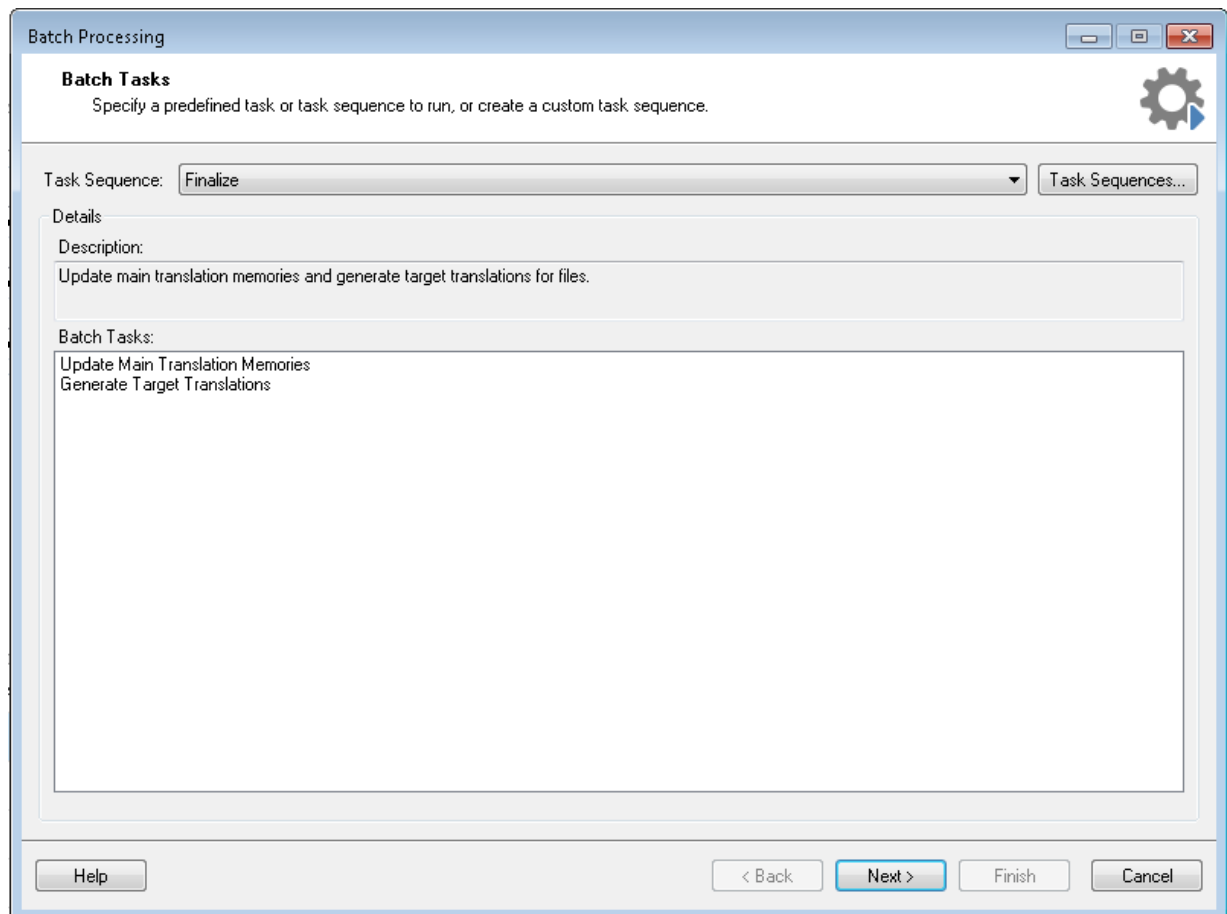 Batch Processing
Batch Tasks
Specify a predefined task or task sequence to run, or create a custom task sequence.
Task Sequence: Finalize Task Sequences...
Details
Description:
Update main translation memories and generate target translations for files.
Batch Tasks:
Update Main Translation Memories
Generate Target Translations
Help < Back Next > Finish Cancel